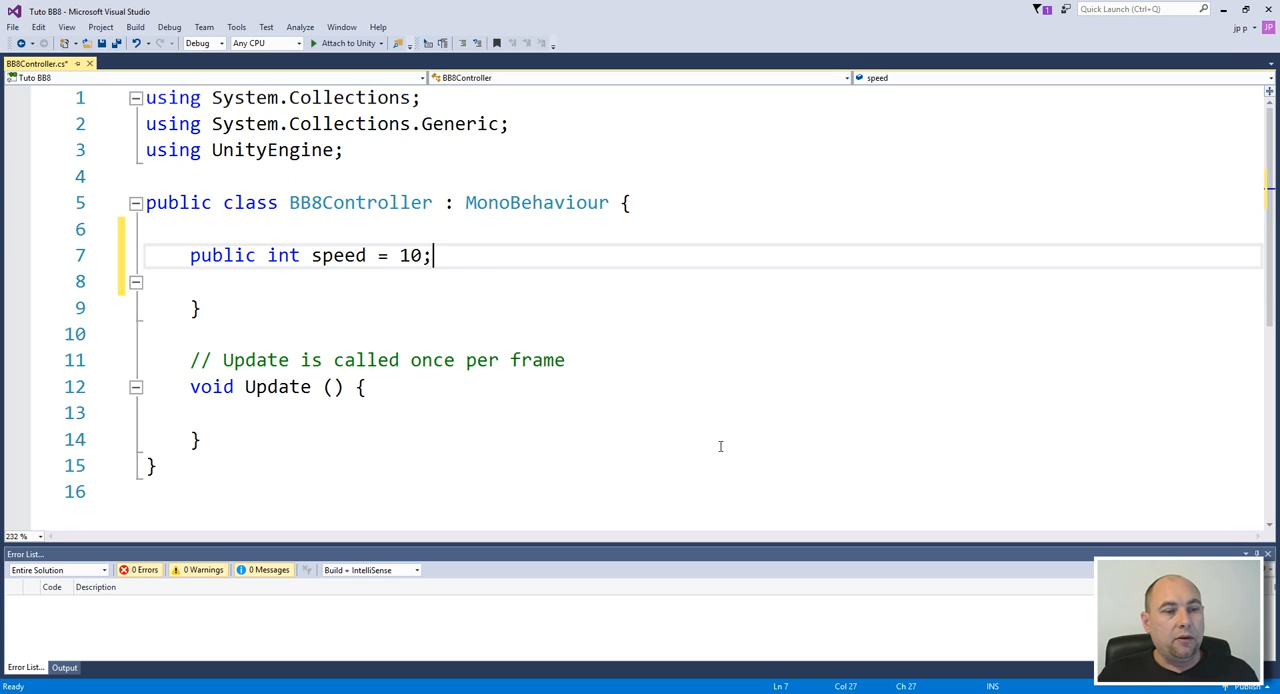 Tuto BB8 - Microsoft Visual Studio
Quick Launch (Ctrl+Q)
1
File Edit View Project Build Debug Team Tools Test Analyze Window Help
jp p
JP
Debug Any CPU Attach to Unity
BB8Controller.cs*
Tuto BB8 BB8Controller speed
1 using System.Collections;
2 using System.Collections.Generic;
3 using UnityEngine;
4
5 public class BB8Controller : MonoBehaviour {
6
7 public int speed = 10;
8
9 }
10
11 // Update is called once per frame
12 void Update () {
13
14 }
15 }
16
232 %
Error List...
Entire Solution 0 Errors 0 Warnings 0 Messages Build + IntelliSense
Code Description
Error List... Output
Ready Ln 7 Col 27 Ch 27 INS Publish